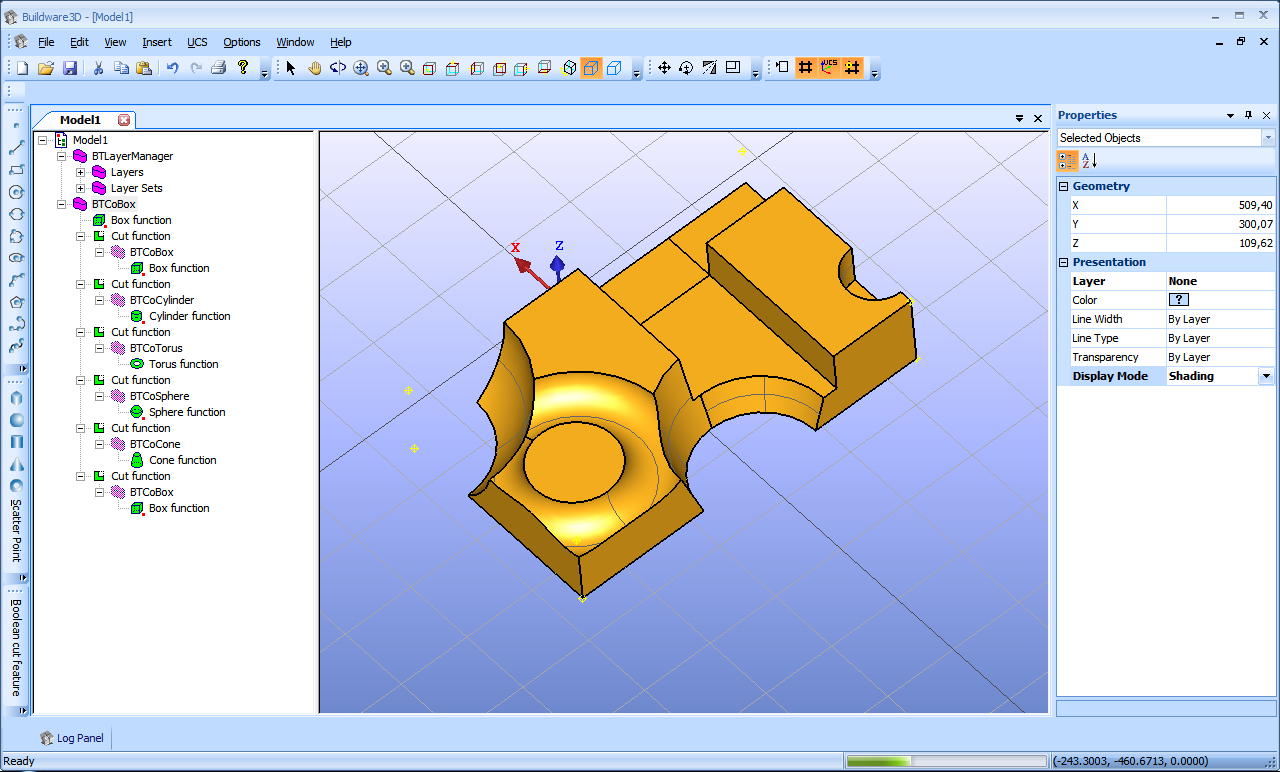 Buildware3D - [Model1]
File Edit View Insert UCS Options Window Help
UCS
Model1
Model1
BTLayerManager
Layers
Layer Sets
BTCoBox
Box function
Cut function
BTCoBox
Box function
Cut function
BTCoCylinder
Cylinder function
Cut function
BTCoTorus
Torus function
Cut function
BTCoSphere
Sphere function
Cut function
BTCoCone
Cone function
Cut function
BTCoBox
Box function
Scatter Point
Boolean cut feature
X
Z
Properties
Selected Objects
A
Z
Geometry
X 509,40
Y 300,07
Z 109,62
Presentation
Layer None
Color ?
Line Width By Layer
Line Type By Layer
Transparency By Layer
Display Mode Shading
Log Panel
Ready
(-243.3003, -460.6713, 0.0000)